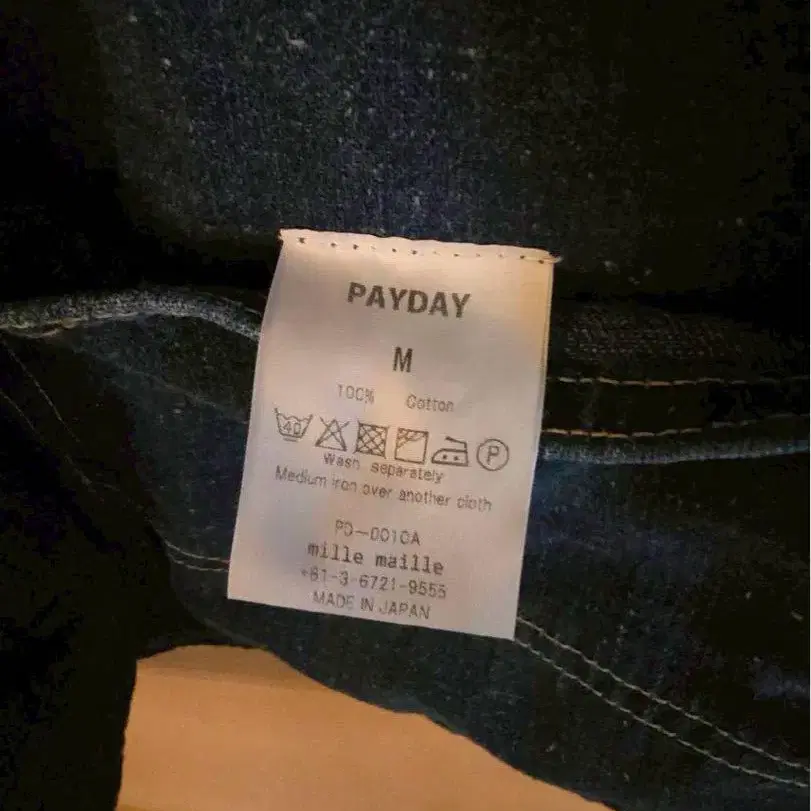 PAYDAY
M
100% Cotton
40 P
Wash separately
Medium iron over another cloth
PD-0010A
mille maille
+81-3-6721-9555
MADE IN JAPAN